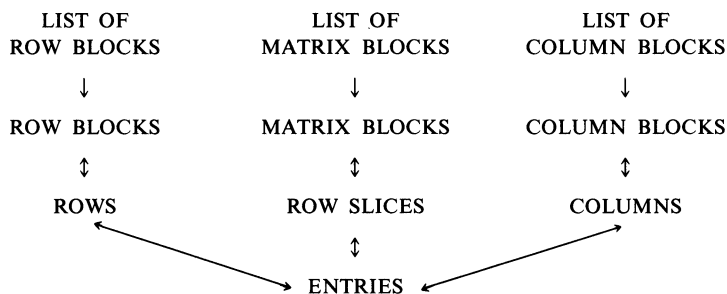 LIST OF
ROW BLOCKS
LIST OF
MATRIX BLOCKS
LIST OF
COLUMN BLOCKS
ROW BLOCKS
MATRIX BLOCKS
COLUMN BLOCKS
ROWS
ROW SLICES
COLUMNS
ENTRIES